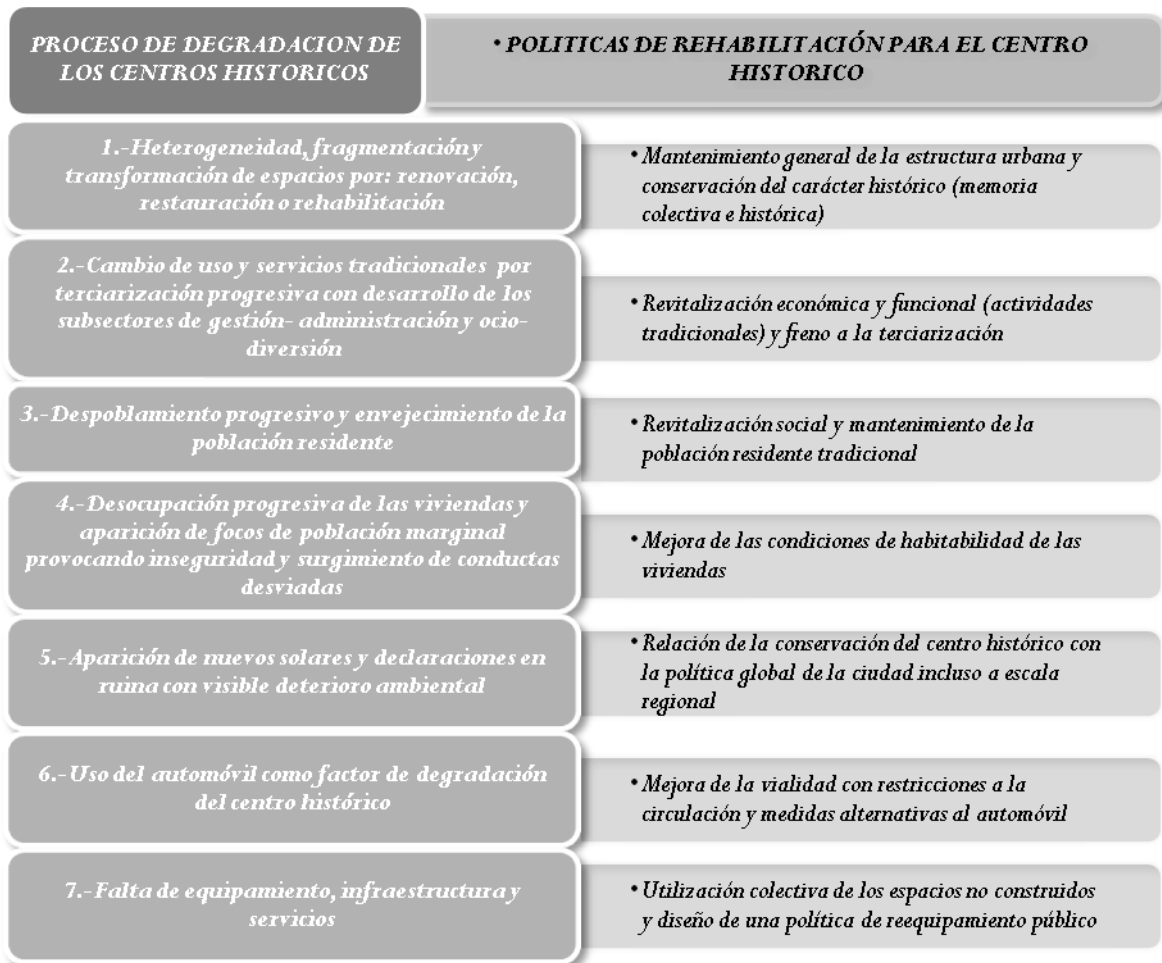 PROCESO DE DEGRADACION DE
LOS CENTROS HISTORICOS
• POLITICAS DE REHABILITACIÓN PARA EL CENTRO
HISTORICO
1.-Heterogeneidad, fragmentación y
transformación de espacios por: renovación,
restauración o rehabilitación
• Mantenimiento general de la estructura urbana y
conservación del carácter histórico (memoria
colectiva e histórica)
2.-Cambio de uso y servicios tradicionales por
terciarización progresiva con desarrollo de los
subsectores de gestión- administración y ocio-
diversión
• Revitalización económica y funcional (actividades
tradicionales) y freno a la terciarización
3.-Despoblamiento progresivo y envejecimiento de la
población residente
• Revitalización social y mantenimiento de la
población residente tradicional
4.-Desocupación progresiva de las viviendas y
aparición de focos de población marginal
provocando inseguridad y surgimiento de conductas
desviadas
• Mejora de las condiciones de habitabilidad de las
viviendas
5.-Aparición de nuevos solares y declaraciones en
ruina con visible deterioro ambiental
• Relación de la conservación del centro histórico con
la política global de la ciudad incluso a escala
regional
6.-Uso del automóvil como factor de degradación
del centro histórico
• Mejora de la vialidad con restricciones a la
circulación y medidas alternativas al automóvil
7.-Falta de equipamiento, infraestructura y
servicios
• Utilización colectiva de los espacios no construidos
y diseño de una política de reequipamiento público